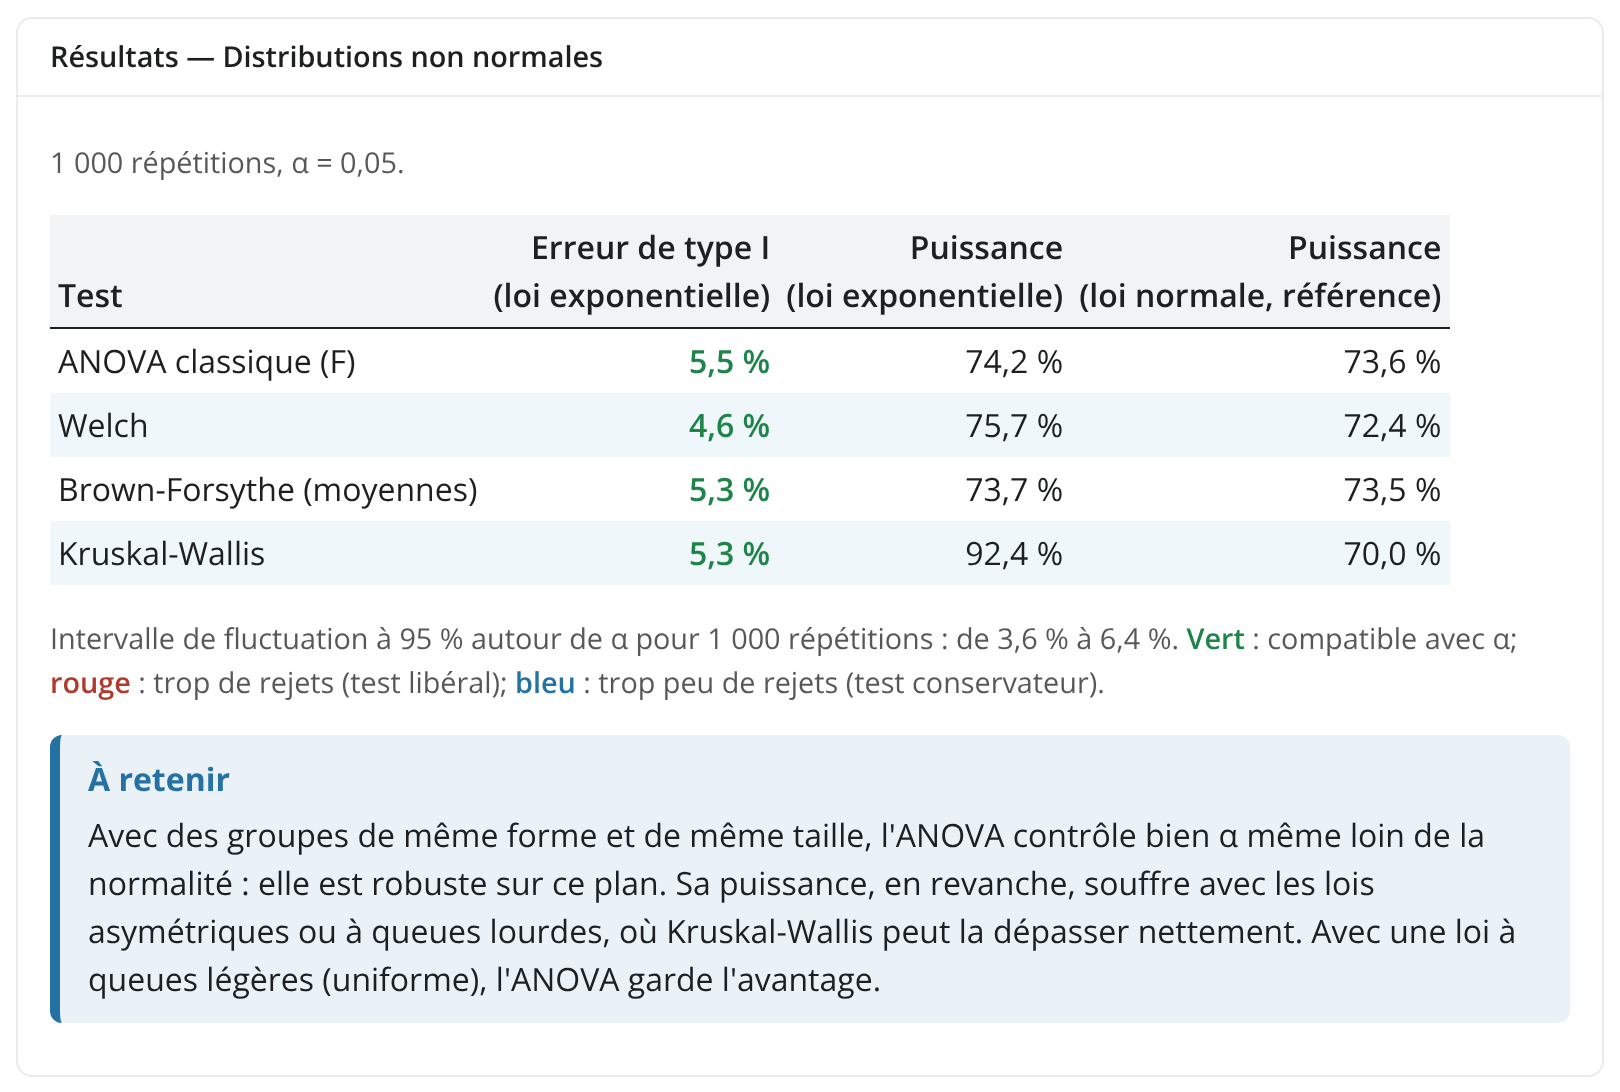 Résultats — Distributions non normales
1 000 répétitions, α = 0,05.
Erreur de type I Puissance Puissance
Test (loi exponentielle) (loi exponentielle) (loi normale, référence)
ANOVA classique (F) 5,5 % 74,2 % 73,6 %
Welch 4,6 % 75,7 % 72,4 %
Brown-Forsythe (moyennes) 5,3 % 73,7 % 73,5 %
Kruskal-Wallis 5,3 % 92,4 % 70,0 %
Intervalle de fluctuation à 95 % autour de α pour 1 000 répétitions : de 3,6 % à 6,4 %. Vert : compatible avec α;
rouge : trop de rejets (test libéral); bleu : trop peu de rejets (test conservateur).
À retenir
Avec des groupes de même forme et de même taille, l'ANOVA contrôle bien α même loin de la
normalité : elle est robuste sur ce plan. Sa puissance, en revanche, souffre avec les lois
asymétriques ou à queues lourdes, où Kruskal-Wallis peut la dépasser nettement. Avec une loi à
queues légères (uniforme), l'ANOVA garde l'avantage.